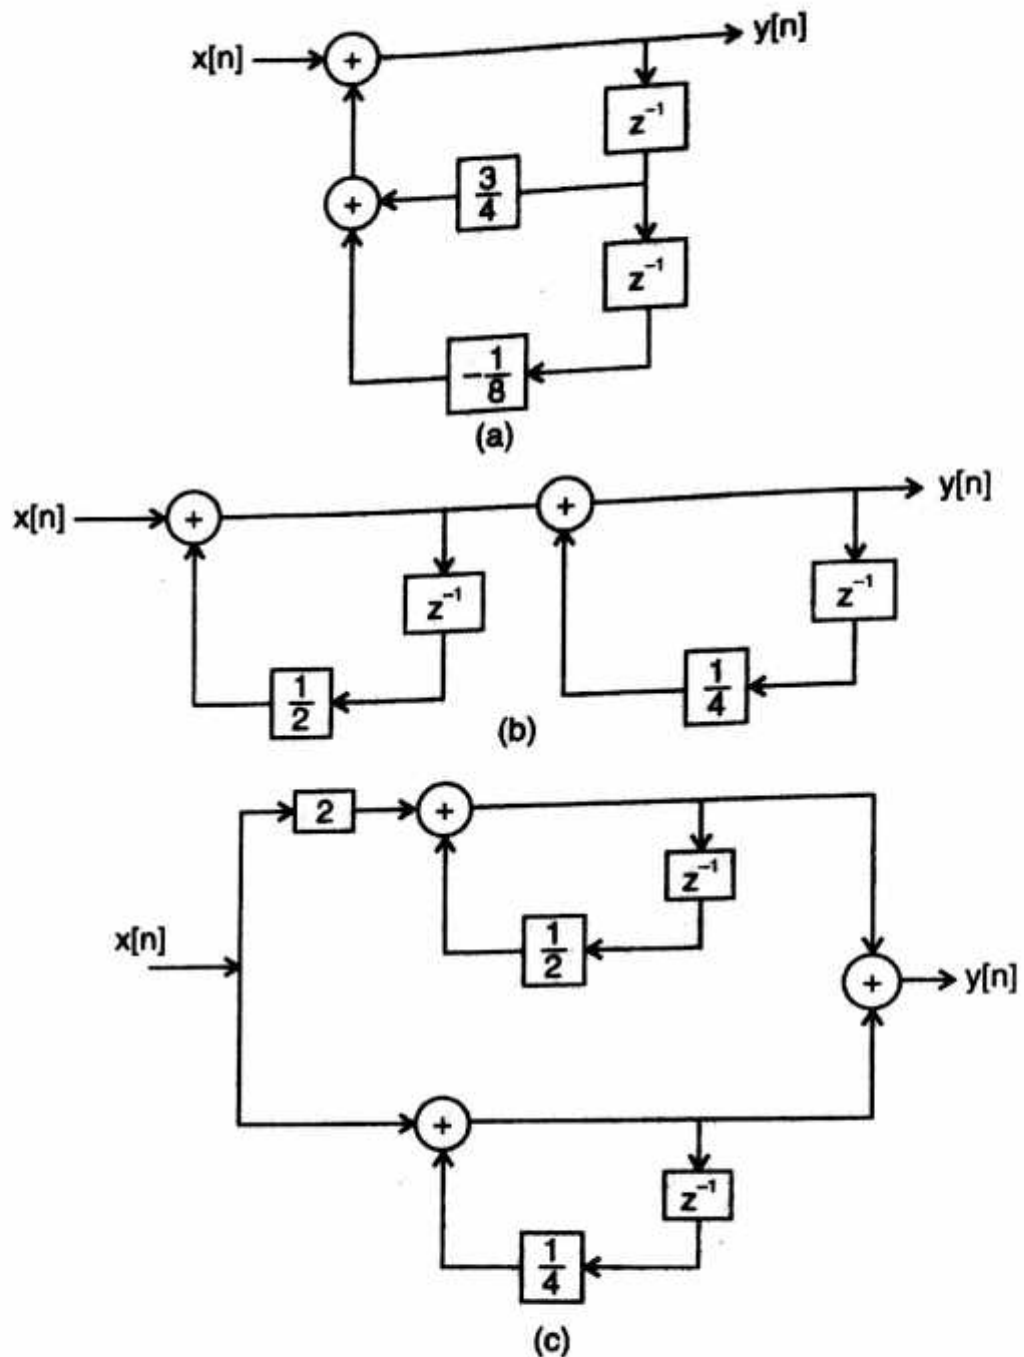 x[n]
+
y[n]
z⁻¹
+
3/4
z⁻¹
-1/8
(a)
x[n]
+
+
y[n]
z⁻¹
z⁻¹
1/2
1/4
(b)
2
+
z⁻¹
1/2
x[n]
+
y[n]
+
z⁻¹
1/4
(c)